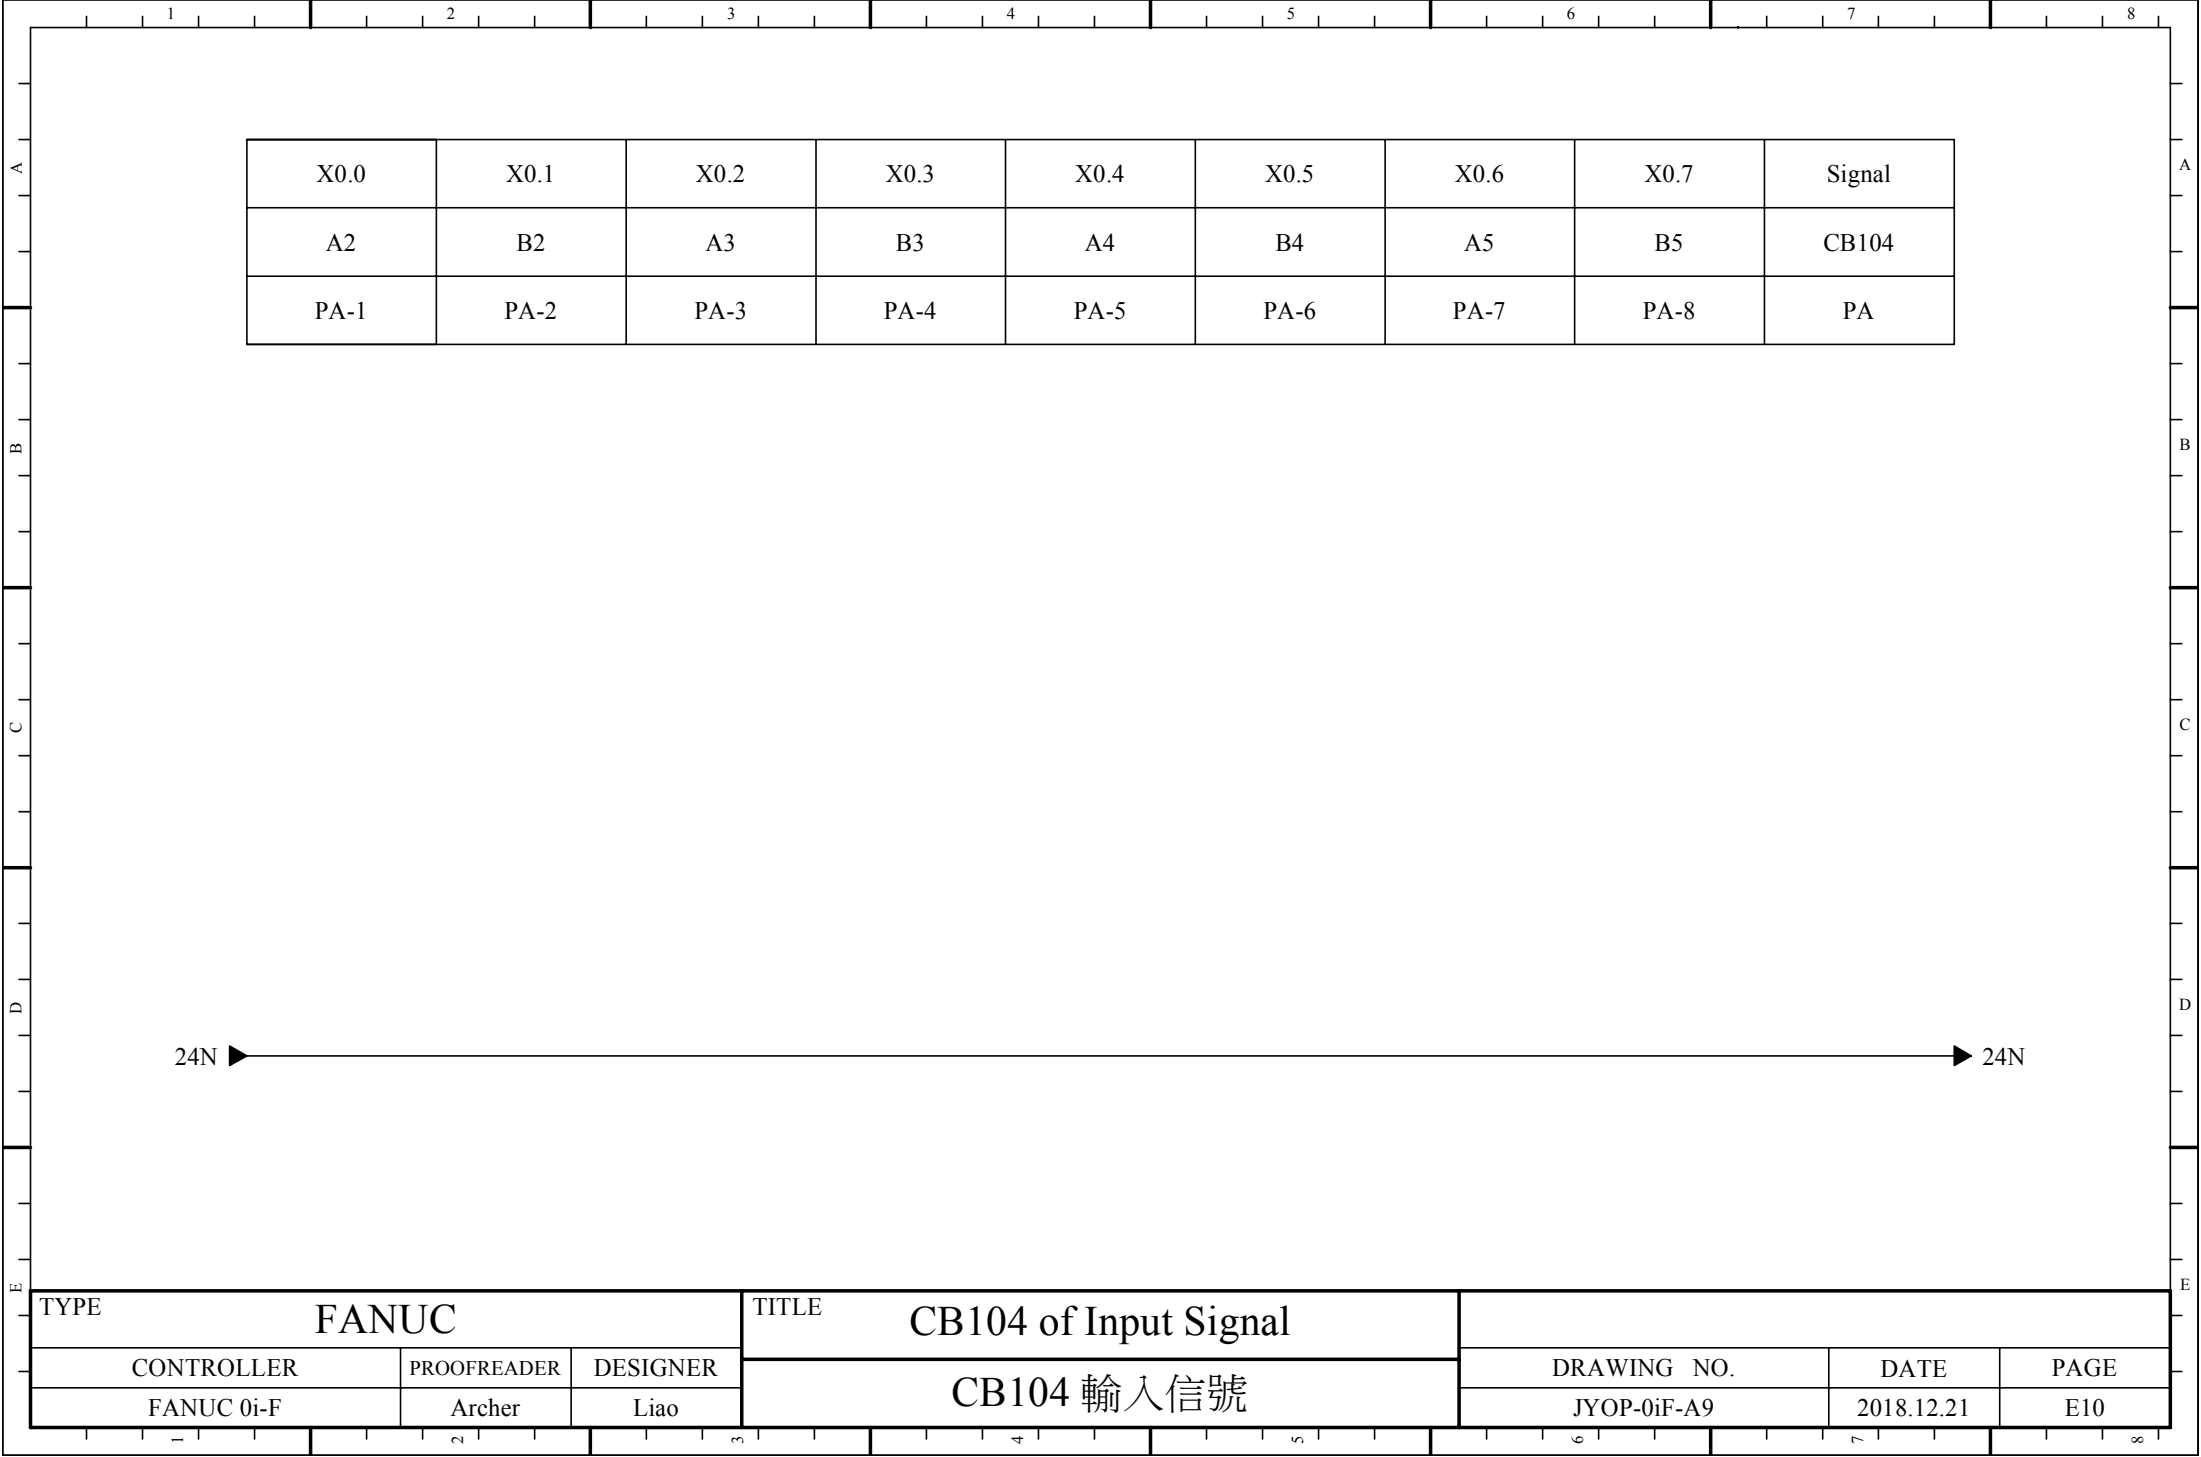 1 2 3 4 5 6 7 8
A A
X0.0 X0.1 X0.2 X0.3 X0.4 X0.5 X0.6 X0.7 Signal
A2 B2 A3 B3 A4 B4 A5 B5 CB104
PA-1 PA-2 PA-3 PA-4 PA-5 PA-6 PA-7 PA-8 PA
B B
C C
D D
24N 24N
E E
TYPE FANUC TITLE CB104 of Input Signal
CONTROLLER PROOFREADER DESIGNER DRAWING NO. DATE PAGE
CB104 輸入信號
FANUC 0i-F Archer Liao JYOP-0iF-A9 2018.12.21 E10
1 2 3 4 5 6 7 8